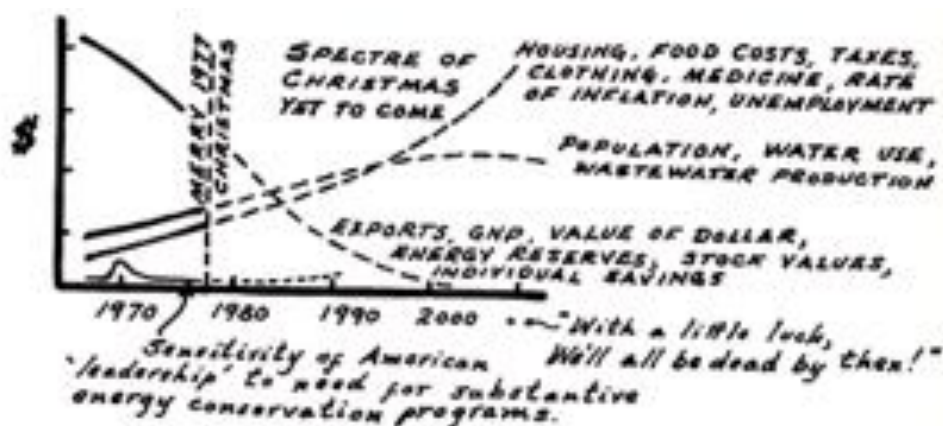 MERRY 1977
CHRISTMAS
SPECTRE OF
CHRISTMAS
YET TO COME
HOUSING, FOOD COSTS, TAXES,
CLOTHING, MEDICINE, RATE
OF INFLATION, UNEMPLOYMENT
POPULATION, WATER USE,
WASTEWATER PRODUCTION
EXPORTS, GNP, VALUE OF DOLLAR,
ENERGY RESERVES, STOCK VALUES,
INDIVIDUAL SAVINGS
1970 1980 1990 2000
"With a little luck,
We'll all be dead by then!"
Sensitivity of American
'leadership' to need for substantive
energy conservation programs.